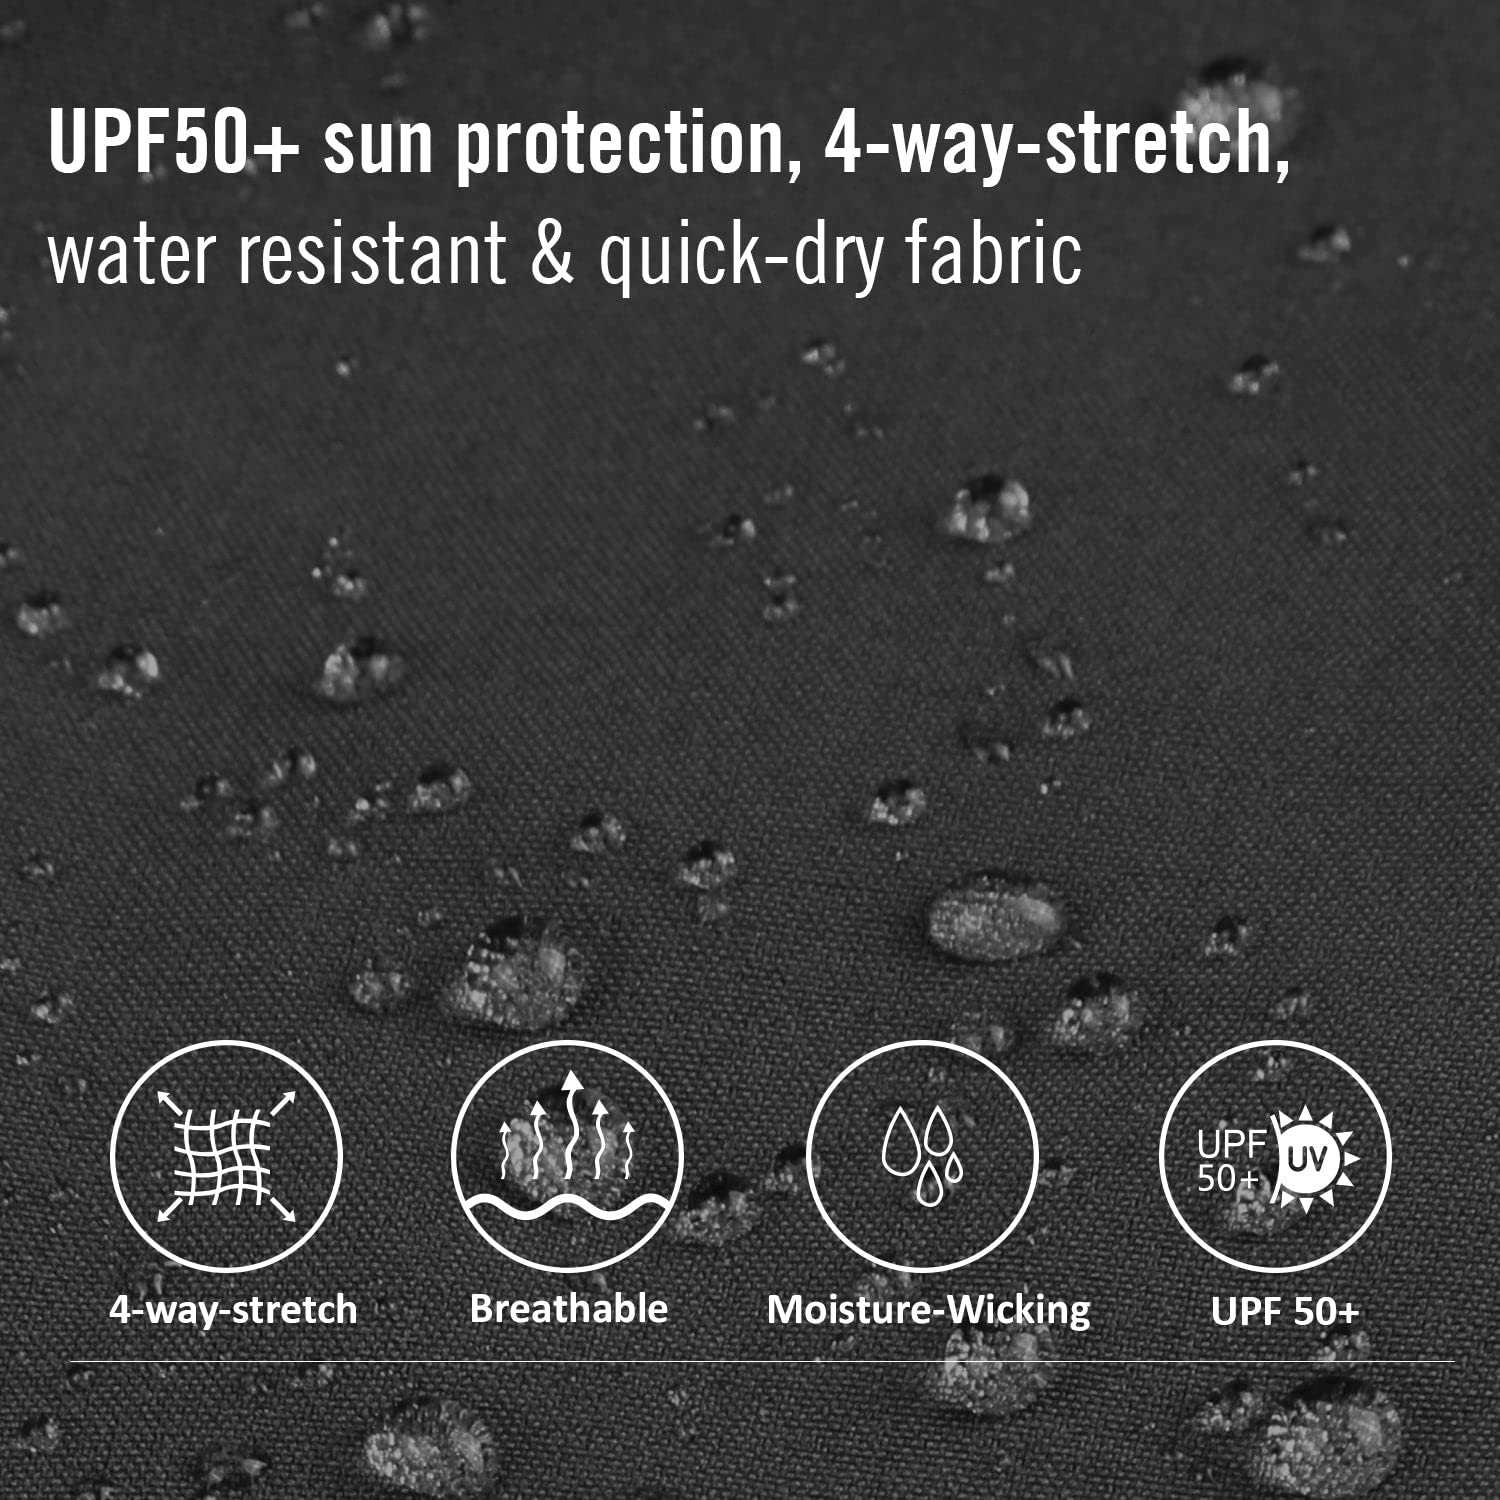 UPF50+ sun protection, 4-way-stretch,
water resistant & quick-dry fabric
UPF
50+
UV
4-way-stretch
Breathable
Moisture-Wicking
UPF 50+